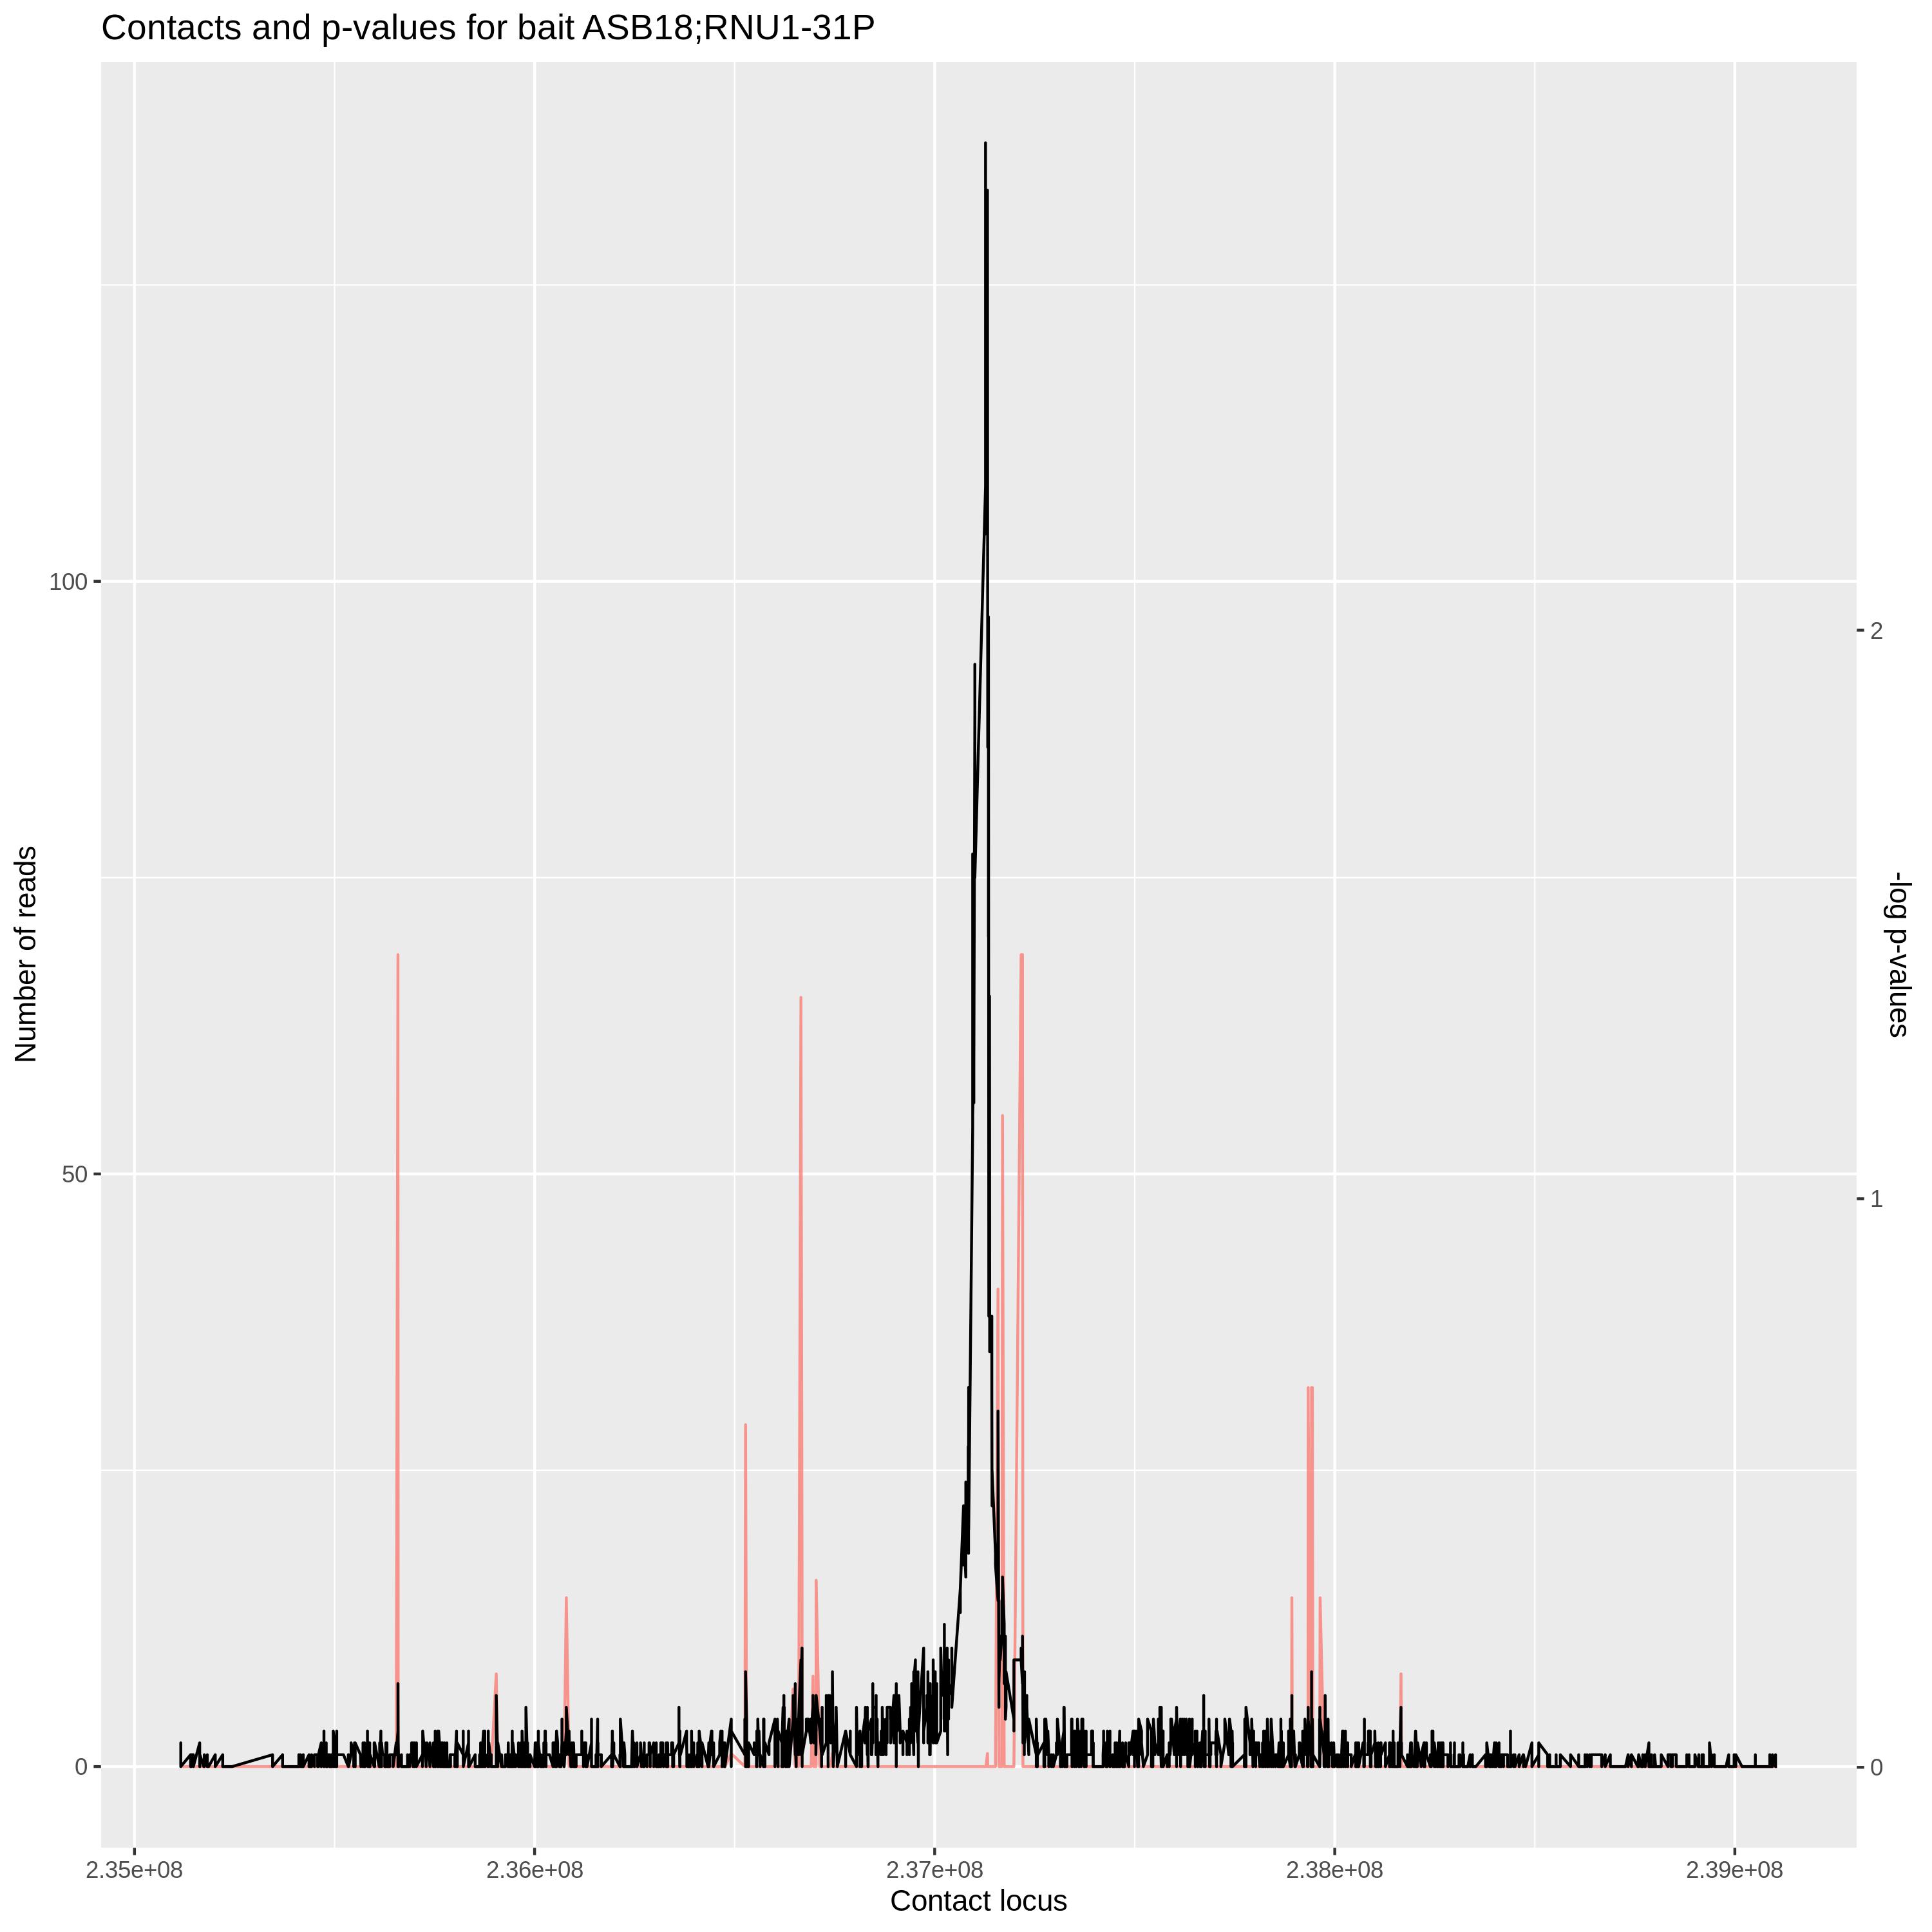 Contacts and p-values for bait ASB18;RNU1-31P
Number of reads
100
50
0
2
1
0
-log p-values
2.35e+08 2.36e+08 2.37e+08 2.38e+08 2.39e+08
Contact locus